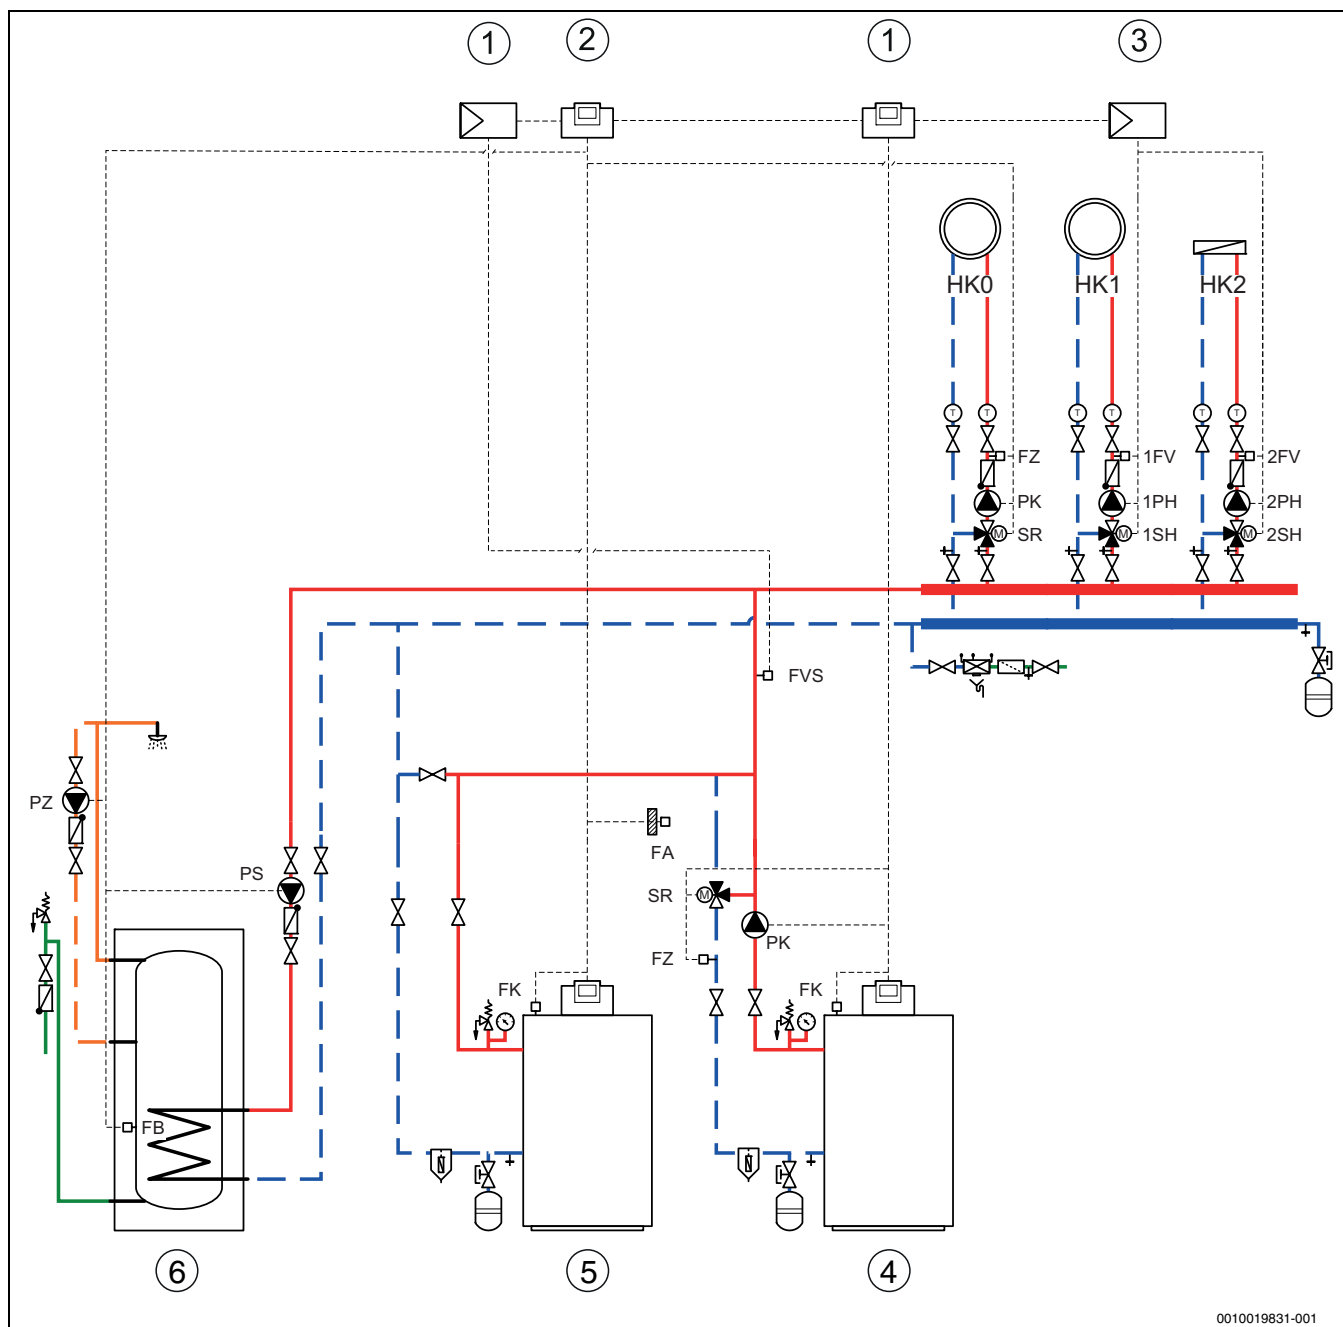 1 2 1 3
HK0 HK1 HK2
T T T T T T
FZ 1FV 2FV
PK 1PH 2PH
M SR M 1SH M 2SH
FVS
PZ
FA
PS
SR M
PK
FZ
FK FK
FB
6 5 4
0010019831-001